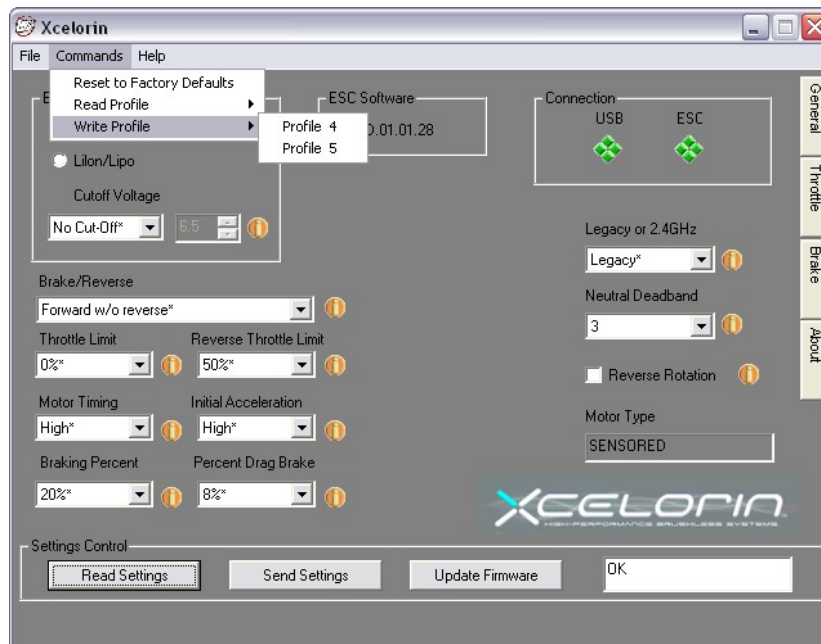 Xcelorin
File Commands Help
Reset to Factory Defaults
Read Profile
Write Profile
Profile 4
Profile 5
ESC Software
.01.01.28
Connection
USB ESC
LiIon/Lipo
Cutoff Voltage
No Cut-Off* 6.5
Legacy or 2.4GHz
Legacy*
Brake/Reverse
Forward w/o reverse*
Neutral Deadband
3
Throttle Limit Reverse Throttle Limit
0%* 50%*
Reverse Rotation
Motor Timing Initial Acceleration
High* High*
Motor Type
SENSORED
Braking Percent Percent Drag Brake
20%* 8%*
XCELORIN
HIGH-PERFORMANCE BRUSHLESS SYSTEMS
Settings Control
Read Settings Send Settings Update Firmware OK
General
Throttle
Brake
About